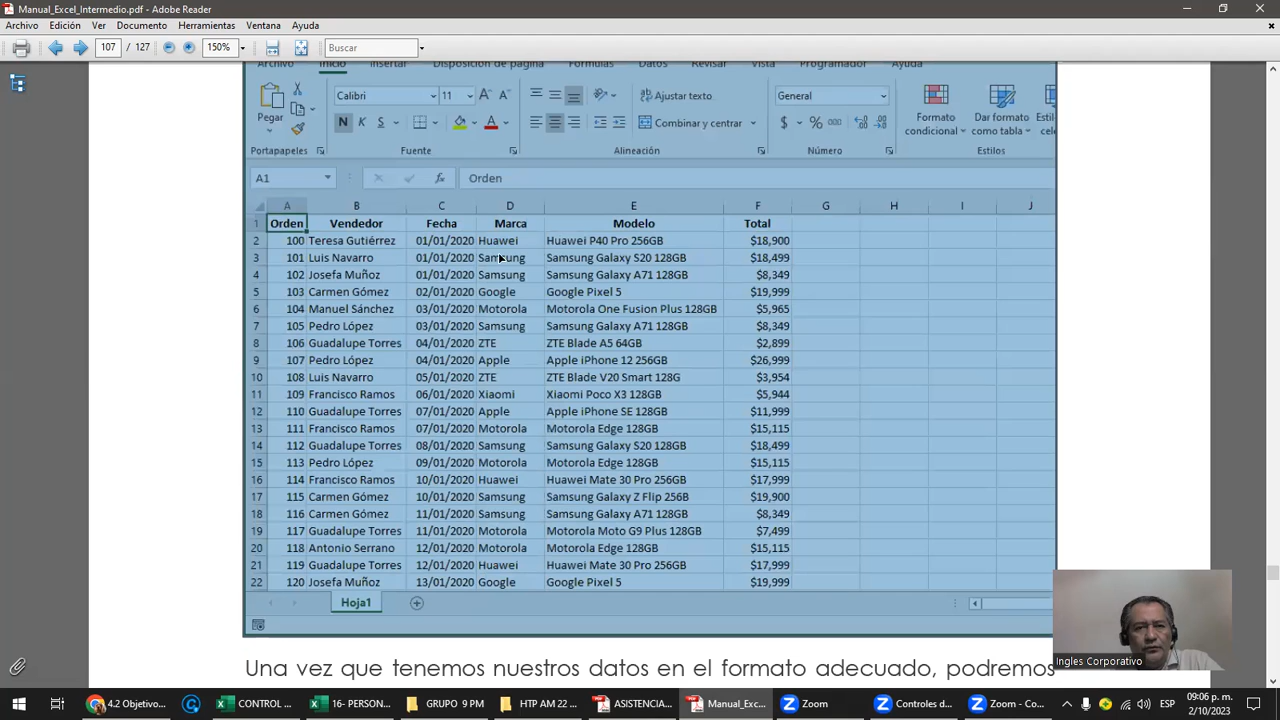 Manual_Excel_Intermedio.pdf - Adobe Reader
Archivo Edición Ver Documento Herramientas Ventana Ayuda
107 / 127 150% Buscar
Archivo Inicio Insertar Disposición de página Fórmulas Datos Revisar Vista Programador Ayuda
Calibri 11 Ajustar texto General
Pegar N K S Combinar y centrar $ % 000 Formato condicional Dar formato como tabla
Portapapeles Fuente Alineación Número Estilos
A1 fx Orden
A B C D E F G H I J
1 Orden Vendedor Fecha Marca Modelo Total
2 100 Teresa Gutiérrez 01/01/2020 Huawei Huawei P40 Pro 256GB $18,900
3 101 Luis Navarro 01/01/2020 Samsung Samsung Galaxy S20 128GB $18,499
4 102 Josefa Muñoz 01/01/2020 Samsung Samsung Galaxy A71 128GB $8,349
5 103 Carmen Gómez 02/01/2020 Google Google Pixel 5 $19,999
6 104 Manuel Sánchez 03/01/2020 Motorola Motorola One Fusion Plus 128GB $5,965
7 105 Pedro López 03/01/2020 Samsung Samsung Galaxy A71 128GB $8,349
8 106 Guadalupe Torres 04/01/2020 ZTE ZTE Blade A5 64GB $2,899
9 107 Pedro López 04/01/2020 Apple Apple iPhone 12 256GB $26,999
10 108 Luis Navarro 05/01/2020 ZTE ZTE Blade V20 Smart 128G $3,954
11 109 Francisco Ramos 06/01/2020 Xiaomi Xiaomi Poco X3 128GB $5,944
12 110 Guadalupe Torres 07/01/2020 Apple Apple iPhone SE 128GB $11,999
13 111 Francisco Ramos 07/01/2020 Motorola Motorola Edge 128GB $15,115
14 112 Guadalupe Torres 08/01/2020 Samsung Samsung Galaxy S20 128GB $18,499
15 113 Pedro López 09/01/2020 Motorola Motorola Edge 128GB $15,115
16 114 Francisco Ramos 10/01/2020 Huawei Huawei Mate 30 Pro 256GB $17,999
17 115 Carmen Gómez 10/01/2020 Samsung Samsung Galaxy Z Flip 256B $19,900
18 116 Carmen Gómez 11/01/2020 Samsung Samsung Galaxy A71 128GB $8,349
19 117 Guadalupe Torres 11/01/2020 Motorola Motorola Moto G9 Plus 128GB $7,499
20 118 Antonio Serrano 12/01/2020 Motorola Motorola Edge 128GB $15,115
21 119 Guadalupe Torres 12/01/2020 Huawei Huawei Mate 30 Pro 256GB $17,999
22 120 Josefa Muñoz 13/01/2020 Google Google Pixel 5 $19,999
Hoja1
Ingles Corporativo
Una vez que tenemos nuestros datos en el formato adecuado, podremos
4.2 Objetivo... CONTROL ... 16- PERSON... GRUPO 9 PM HTP AM 22 ... ASISTENCIA... Manual_Exc... Zoom Controles d... Zoom - Co... ESP 09:06 p. m.
2/10/2023